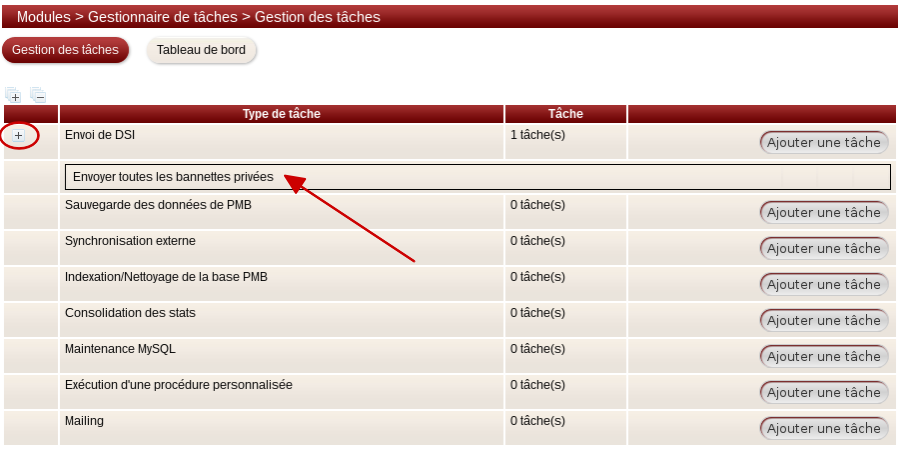 Modules > Gestionnaire de tâches > Gestion des tâches
Gestion des tâches Tableau de bord
Type de tâche Tâche
Envoi de DSI 1 tâche(s) Ajouter une tâche
Envoyer toutes les bannettes privées
Sauvegarde des données de PMB 0 tâche(s) Ajouter une tâche
Synchronisation externe 0 tâche(s) Ajouter une tâche
Indexation/Nettoyage de la base PMB 0 tâche(s) Ajouter une tâche
Consolidation des stats 0 tâche(s) Ajouter une tâche
Maintenance MySQL 0 tâche(s) Ajouter une tâche
Exécution d'une procédure personnalisée 0 tâche(s) Ajouter une tâche
Mailing 0 tâche(s) Ajouter une tâche